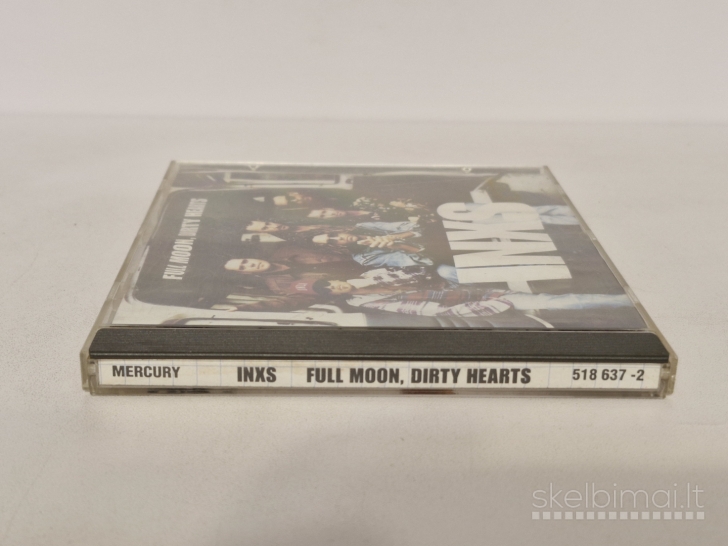 FULL MOON, DIRTY HEARTS
INXS
MERCURY INXS FULL MOON, DIRTY HEARTS 518 637 -2
skelbimai.lt